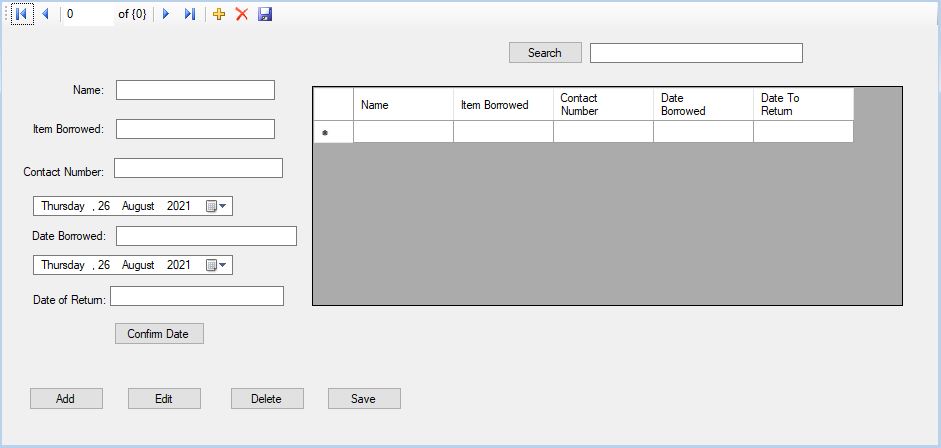 0 of {0}
Search
Name:
Item Borrowed:
Contact Number:
Thursday , 26 August 2021
Date Borrowed:
Thursday , 26 August 2021
Date of Return:
Confirm Date
Name Item Borrowed Contact Number Date Borrowed Date To Return
Add Edit Delete Save